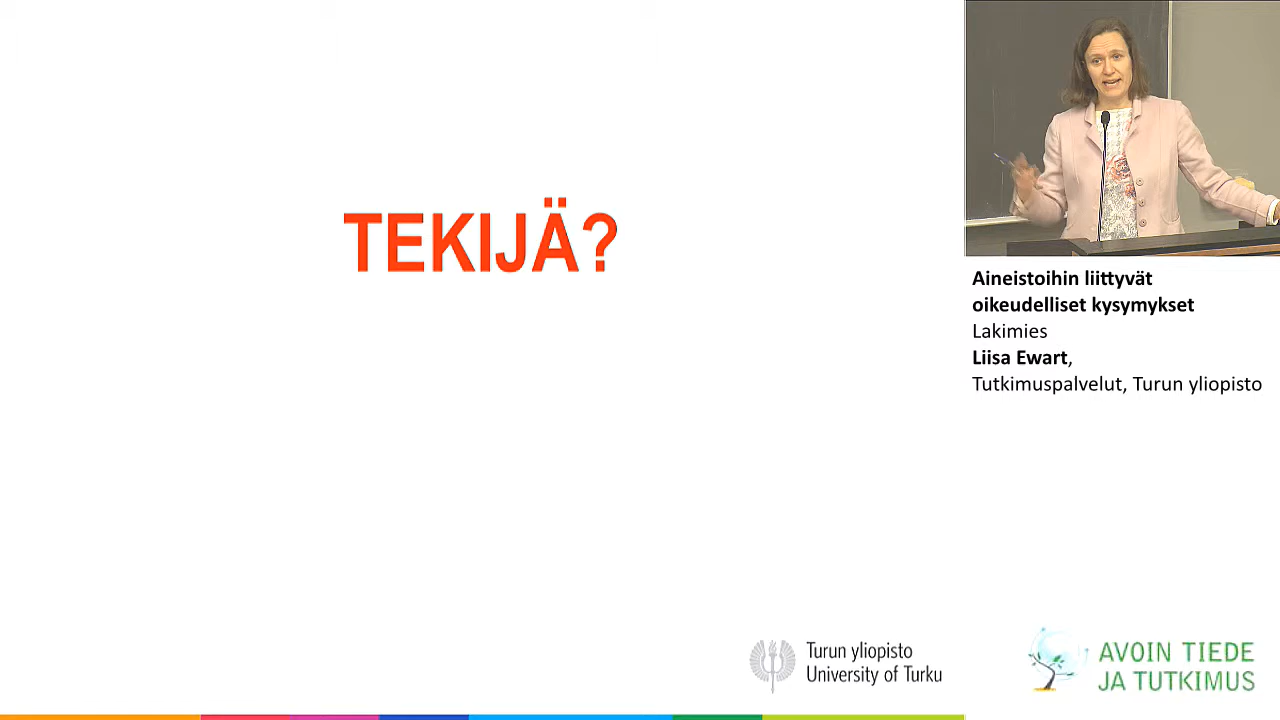 TEKIJÄ?
Aineistoihin liittyvät
oikeudelliset kysymykset
Lakimies
Liisa Ewart,
Tutkimuspalvelut, Turun yliopisto
Turun yliopisto
University of Turku
AVOIN TIEDE
JA TUTKIMUS